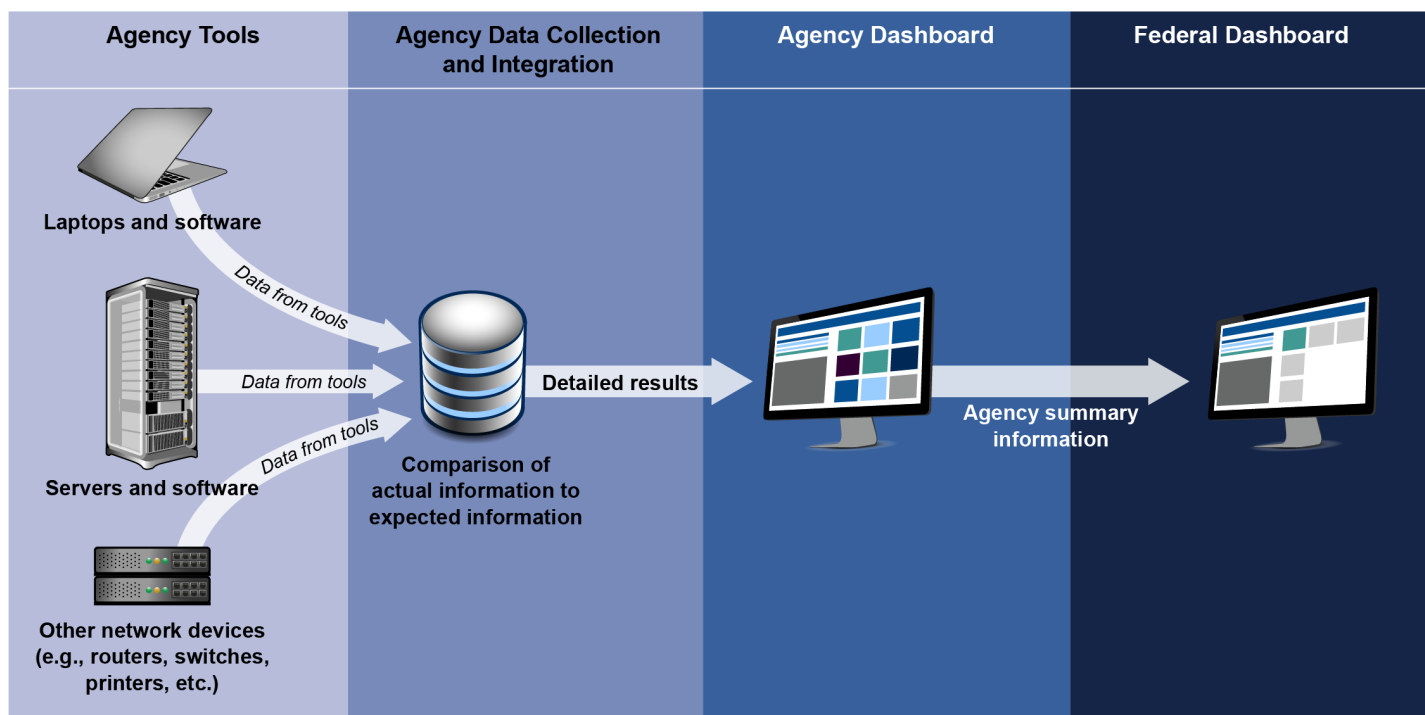 Agency Tools
Agency Data Collection
and Integration
Agency Dashboard
Federal Dashboard
Laptops and software
Data from tools
Servers and software
Data from tools
Other network devices
(e.g., routers, switches,
printers, etc.)
Data from tools
Comparison of
actual information to
expected information
Detailed results
Agency summary
information